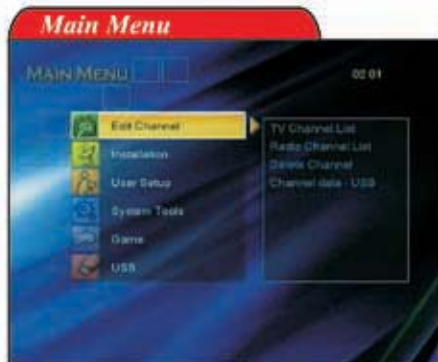 Main Menu
MAIN MENU
02 01
Edit Channel
Installation
User Setup
System Tools
Game
USB
TV Channel List
Radio Channel List
Delete Channel
Channel data - USB